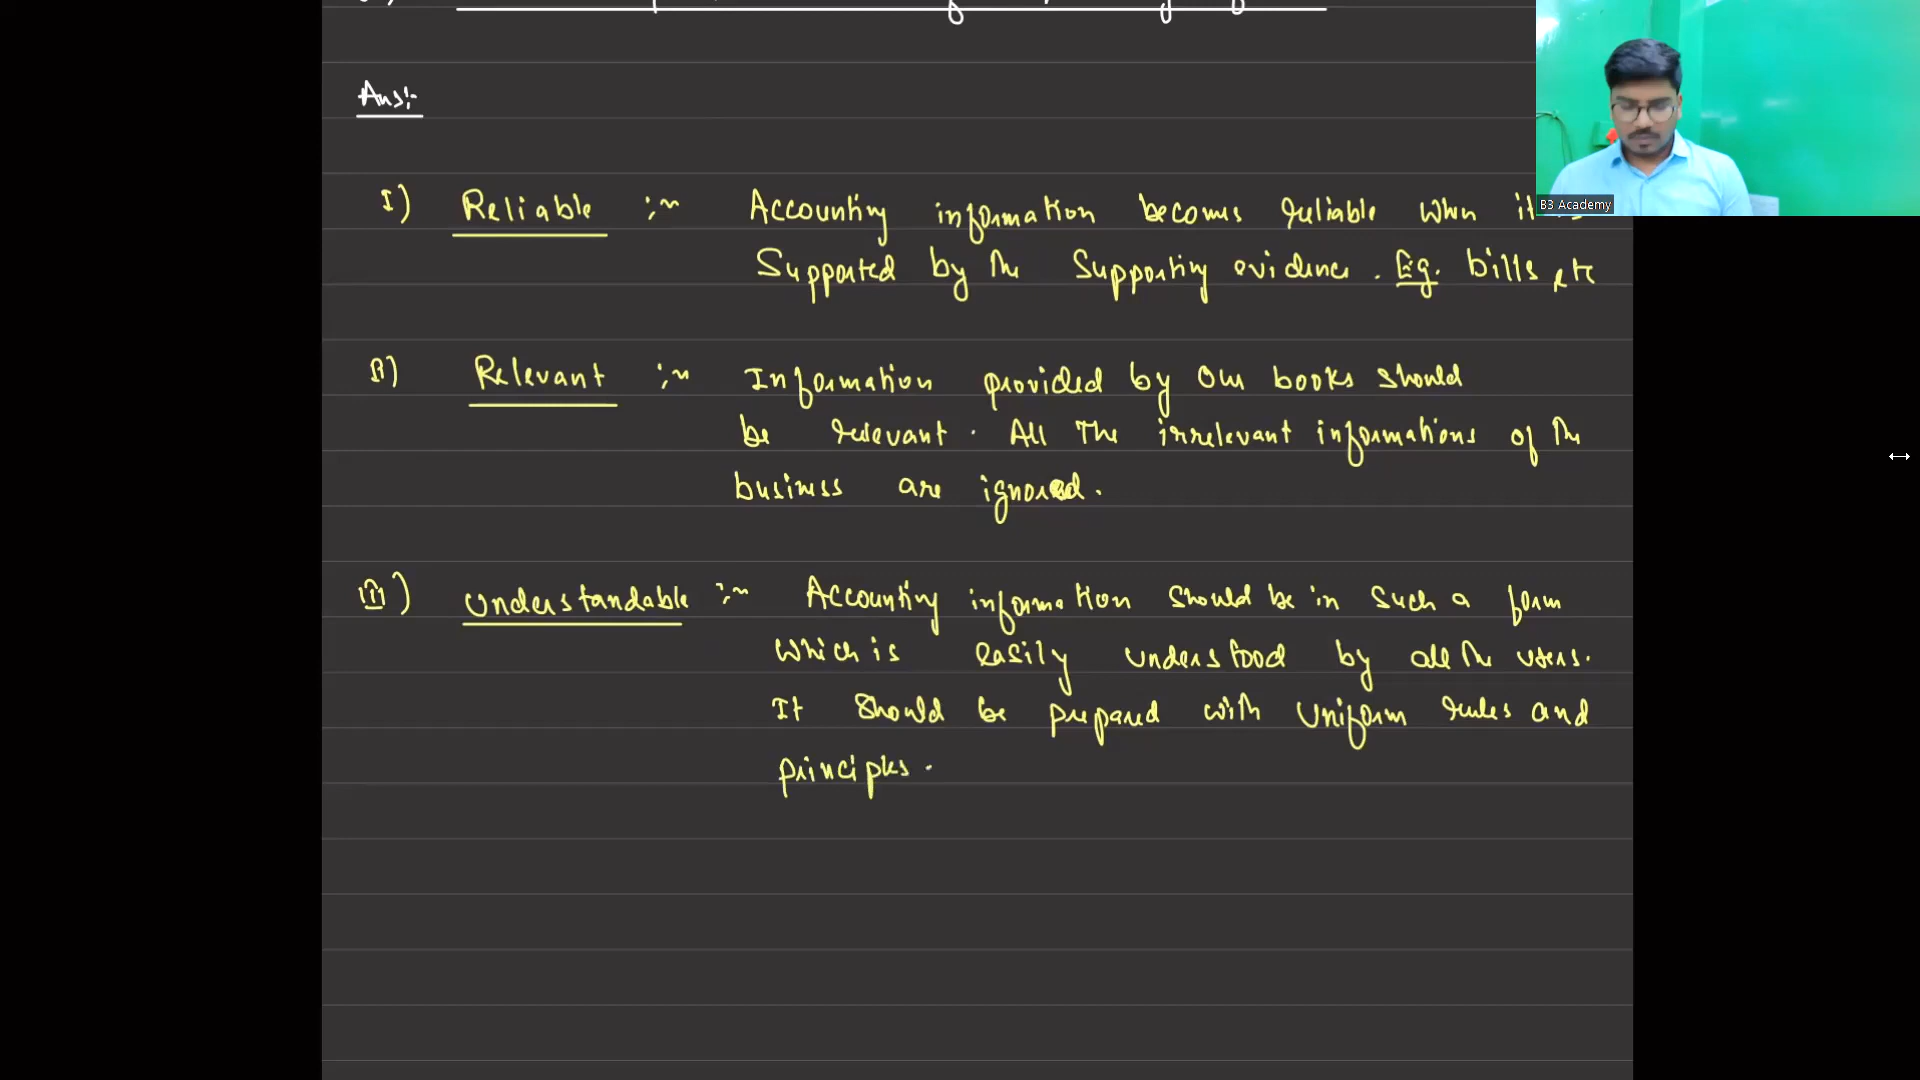 Ans:-
I) Reliable :- Accounting information becomes reliable when it
Supported by the Supporting evidence. Eg. bills, etc
II) Relevant :- Information provided by our books should
be relevant. All The irrelevant informations of the
business are ignored.
III) Understandable :- Accounting information should be in such a form
which is easily understood by all the users.
It should be prepared with uniform rules and
principles.
B3 Academy